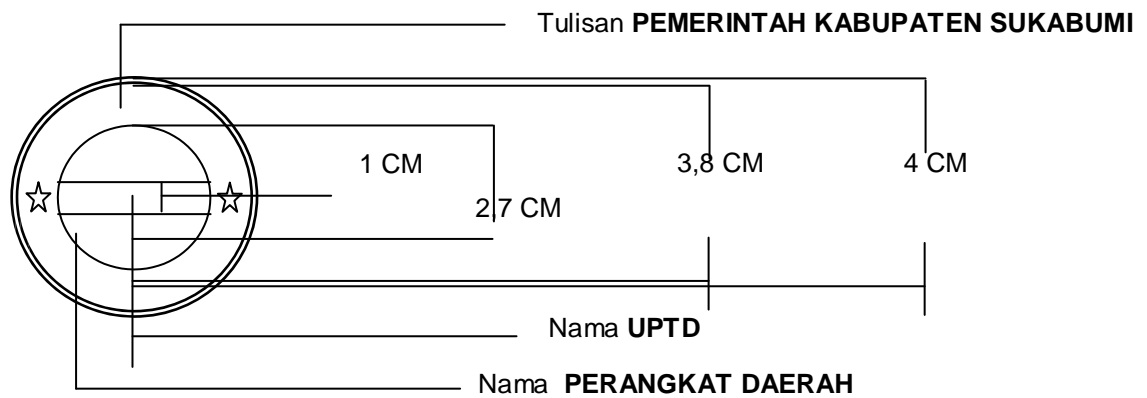 Tulisan PEMERINTAH KABUPATEN SUKABUMI
1 CM
3,8 CM
4 CM
2,7 CM
Nama UPTD
Nama PERANGKAT DAERAH